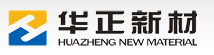 华正新材
HUAZHENG NEW MATERIAL